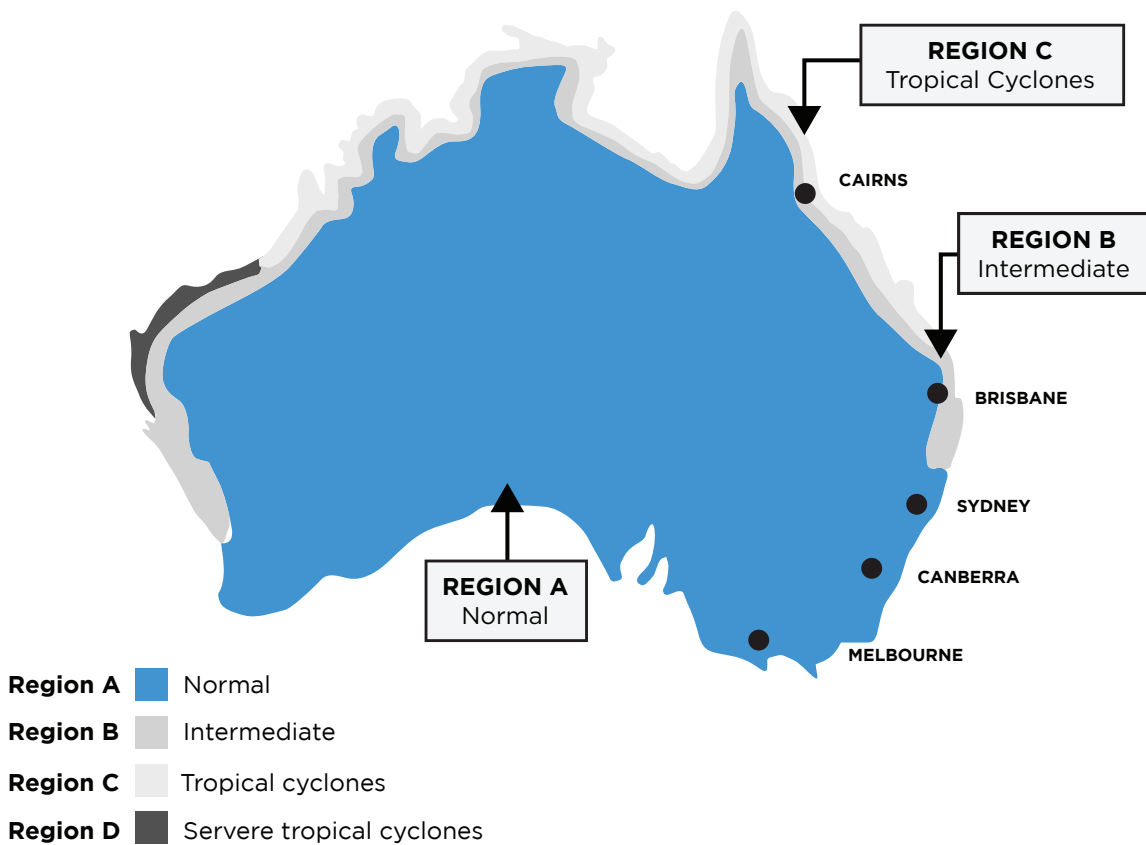 REGION C
Tropical Cyclones
CAIRNS
REGION B
Intermediate
BRISBANE
SYDNEY
CANBERRA
REGION A
Normal
MELBOURNE
Region A Normal
Region B Intermediate
Region C Tropical cyclones
Region D Servere tropical cyclones